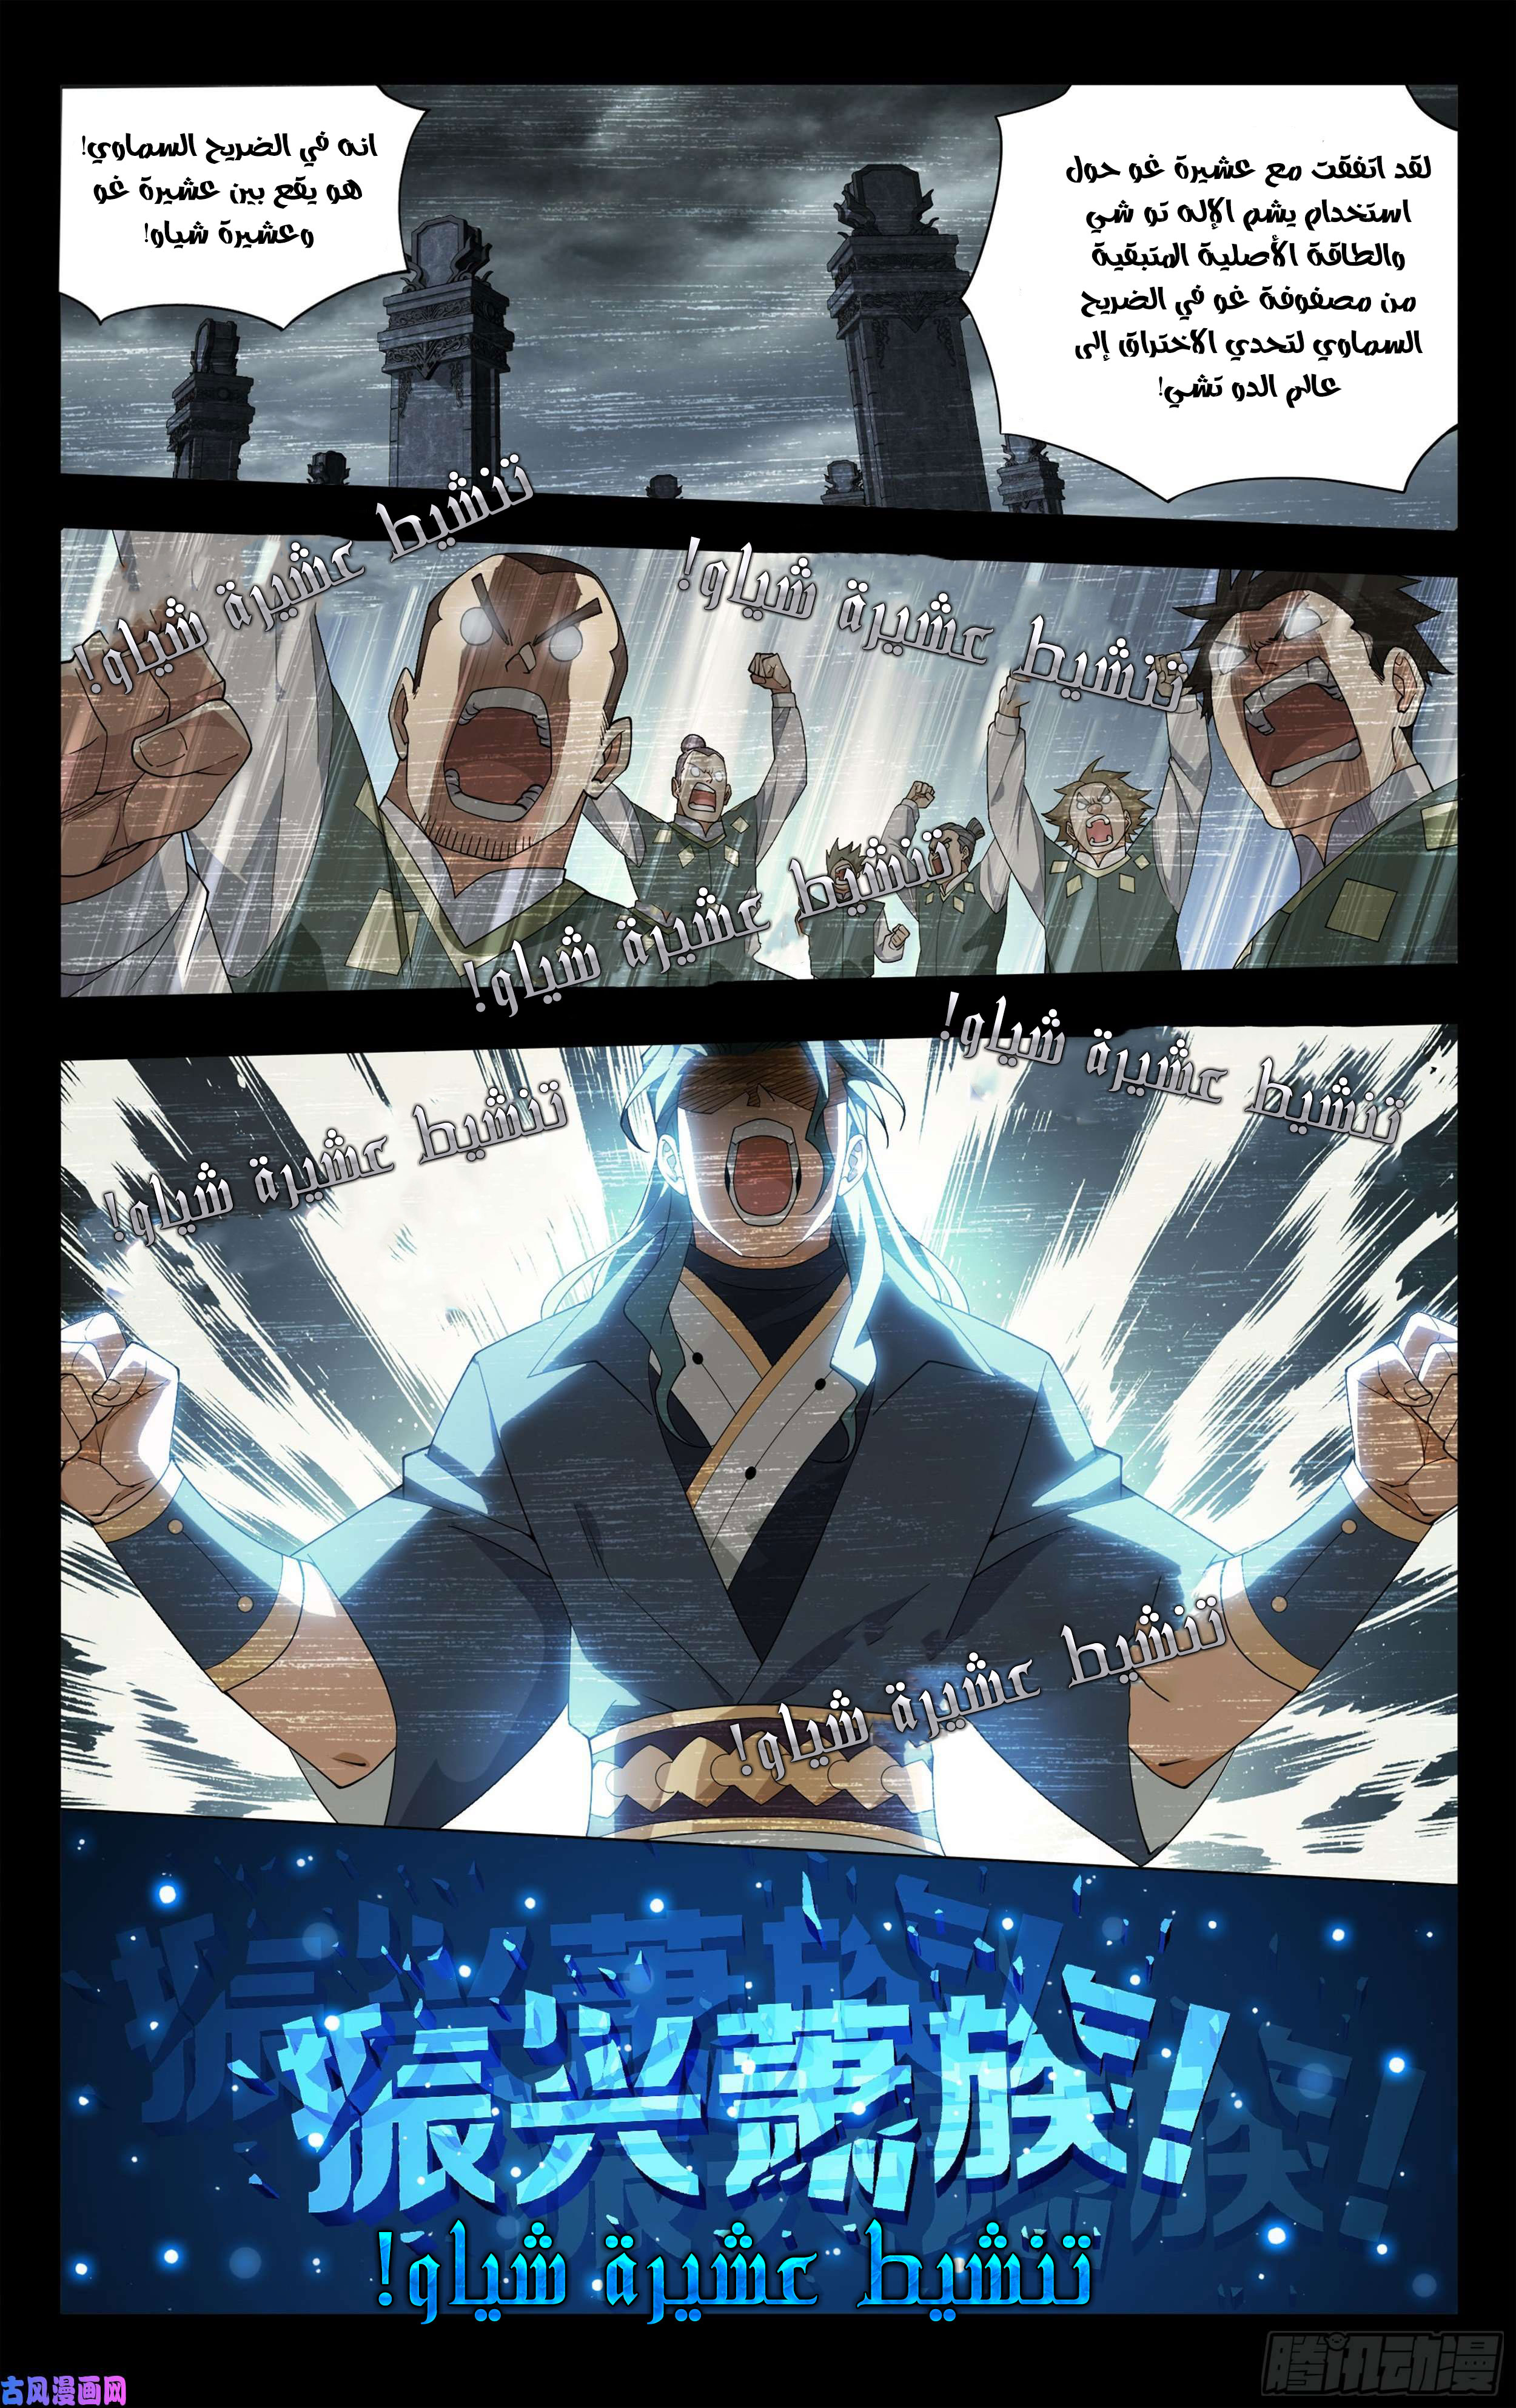 لقد اتفقت مع عشيرة غو حول
استخدام يشم الإله تو شي
والطاقة الأصلية المتبقية
من مصفوفة غو في الضريح
السماوي لتحدي الاختراق إلى
عالم الدو تشي!
انه في الضريح السماوي!
هو يقع بين عشيرة غو
وعشيرة شياو!
تنشيط عشيرة شياو!
تنشيط عشيرة شياو!
تنشيط عشيرة شياو!
تنشيط عشيرة شياو!
تنشيط عشيرة شياو!
تنشيط عشيرة شياو!
振兴萧族!
تنشيط عشيرة شياو!
腾讯动漫
古风漫画网